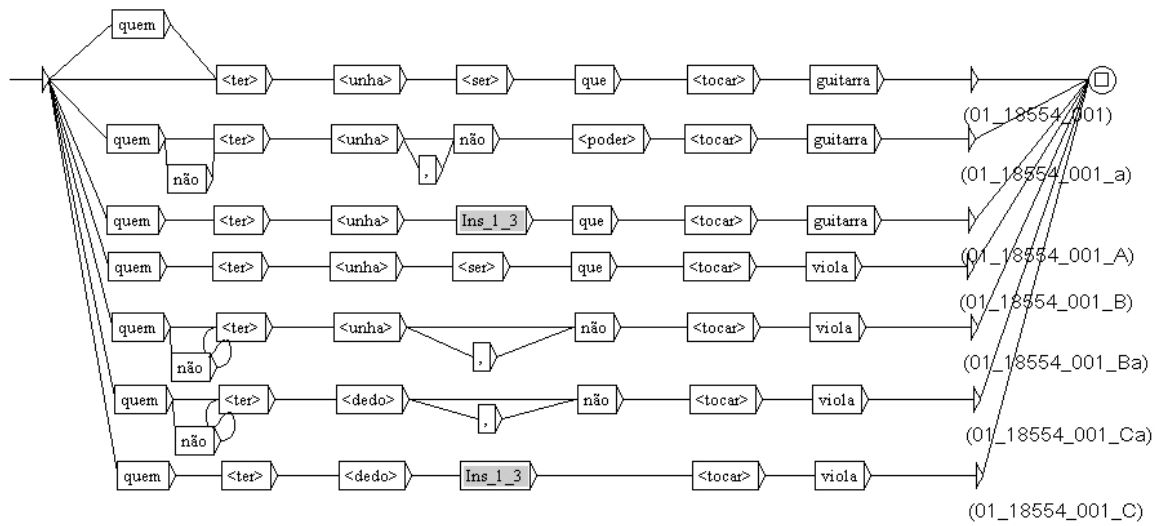 quem
<ter> <unha> <ser> que <tocar> guitarra
(01_18554_001)
quem <ter> <unha> não <poder> <tocar> guitarra
não ,
(01_18554_001_a)
quem <ter> <unha> Ins_1_3 que <tocar> guitarra
(01_18554_001_A)
quem <ter> <unha> <ser> que <tocar> viola
(01_18554_001_B)
quem <ter> <unha> não <tocar> viola
não ,
(01_18554_001_Ba)
quem <ter> <dedo> não <tocar> viola
não ,
(01_18554_001_Ca)
quem <ter> <dedo> Ins_1_3 <tocar> viola
(01_18554_001_C)